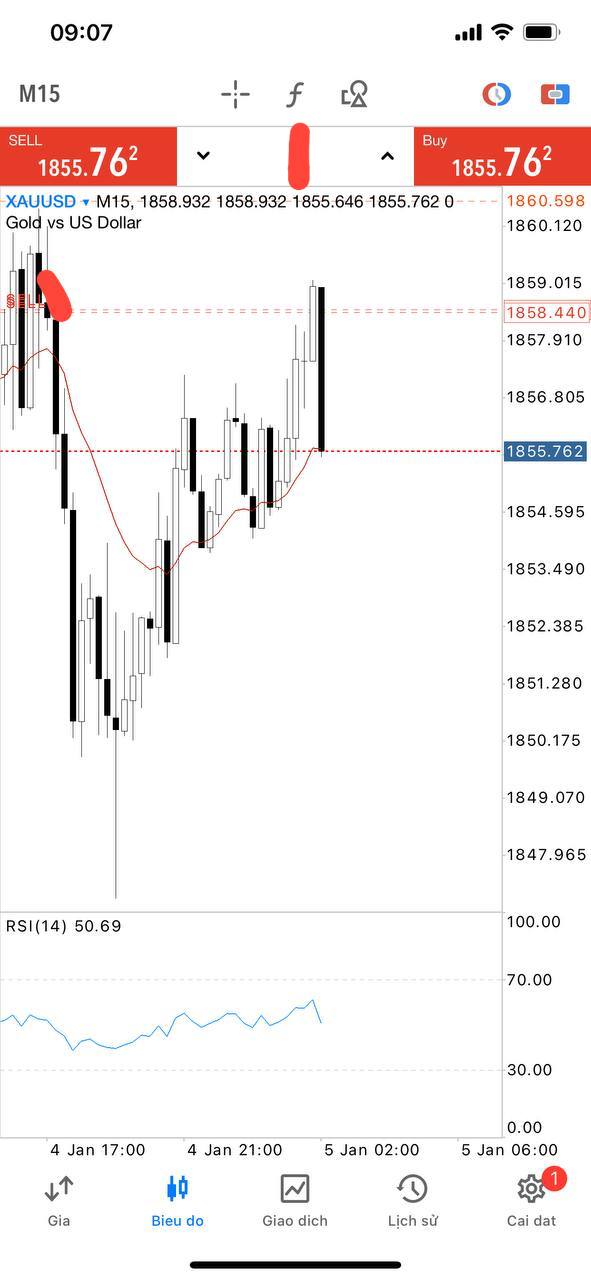 09:07
M15
SELL
Buy
1855.76²
1855.76²
XAUUSD ▾ M15, 1858.932 1858.932 1855.646 1855.762 0
Gold vs US Dollar
1860.598
1860.120
1859.015
SELL
1858.440
1857.910
1856.805
1855.762
1854.595
1853.490
1852.385
1851.280
1850.175
1849.070
1847.965
RSI(14) 50.69
100.00
70.00
30.00
0.00
4 Jan 17:00
4 Jan 21:00
5 Jan 02:00
5 Jan 06:00
1
Gia
Bieu do
Giao dich
Lịch sử
Cai dat